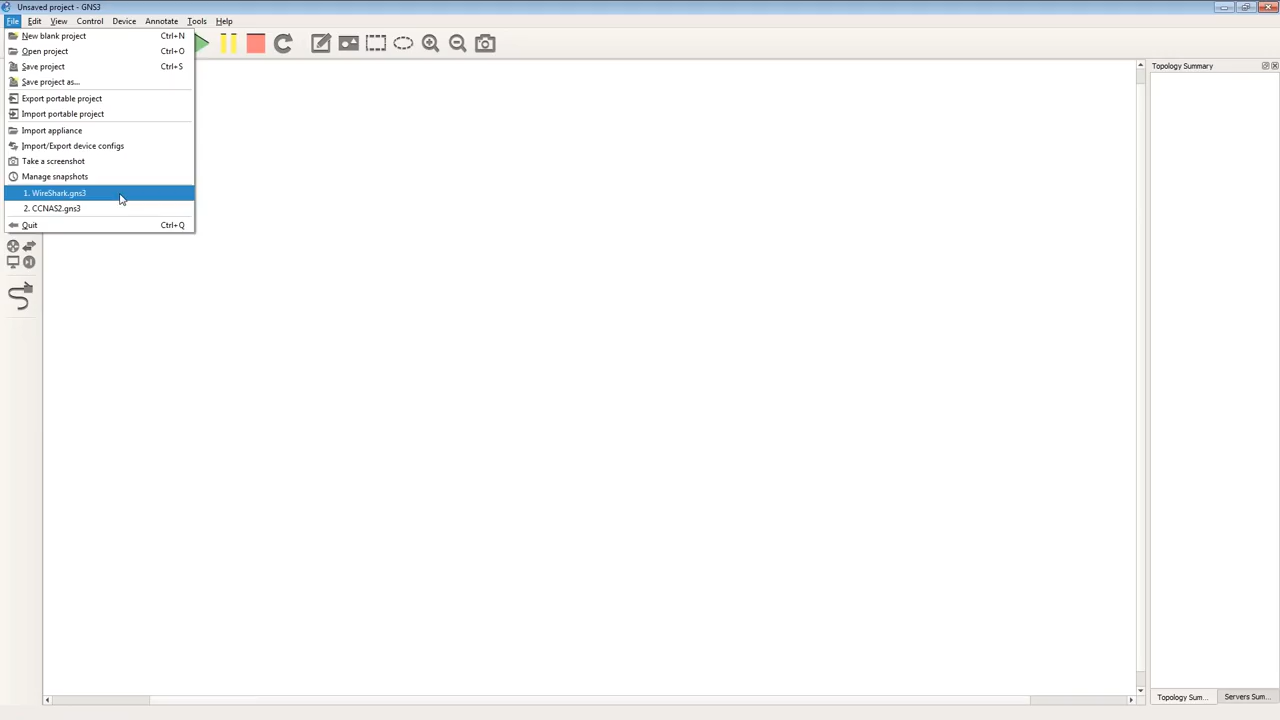 Unsaved project - GNS3
File Edit View Control Device Annotate Tools Help
New blank project Ctrl+N
Open project Ctrl+O
Save project Ctrl+S
Save project as...
Export portable project
Import portable project
Import appliance
Import/Export device configs
Take a screenshot
Manage snapshots
1. WireShark.gns3
2. CCNAS2.gns3
Quit Ctrl+Q
Topology Summary
Topology Sum... Servers Sum...